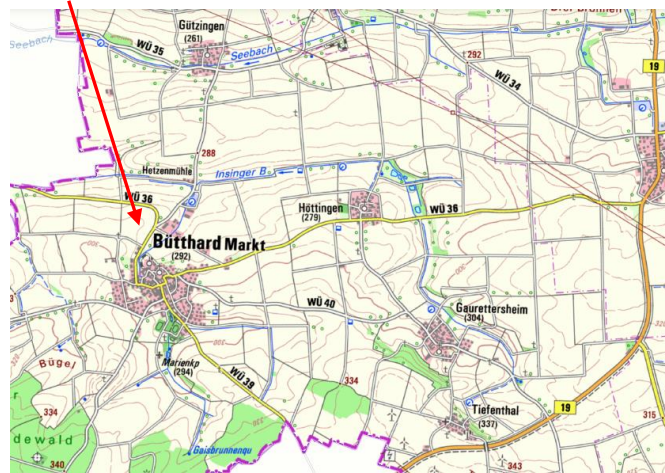 Gützingen
(261)
Seebach
WÜ 35
Seebach
292
WÜ 34
19
288
Hetzenmühle
Insinger B
WÜ 36
Höttingen
(279)
WÜ 36
Bütthard Markt
(292)
300
300
WÜ 40
Gaurettersheim
(304)
Marienkp
(294)
WÜ 39
Bügel
334
334
Tiefenthal
(337)
19
315
dewald
340
Gaisbrunnenqu
343